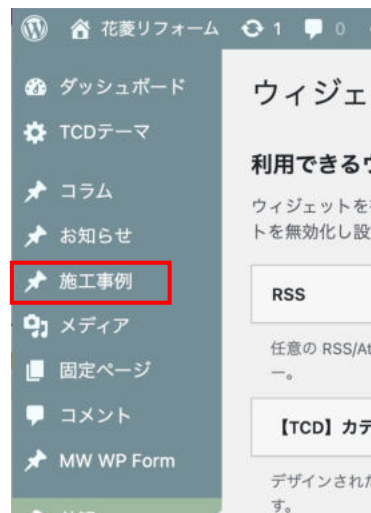 花菱リフォーム 1 0
ダッシュボード
TCDテーマ
コラム
お知らせ
施工事例
メディア
固定ページ
コメント
MW WP Form
ウィジェ
利用できる
ウィジェットを
トを無効化し設
RSS
任意の RSS/At
ー。
【TCD】カテ
デザインされた
す。